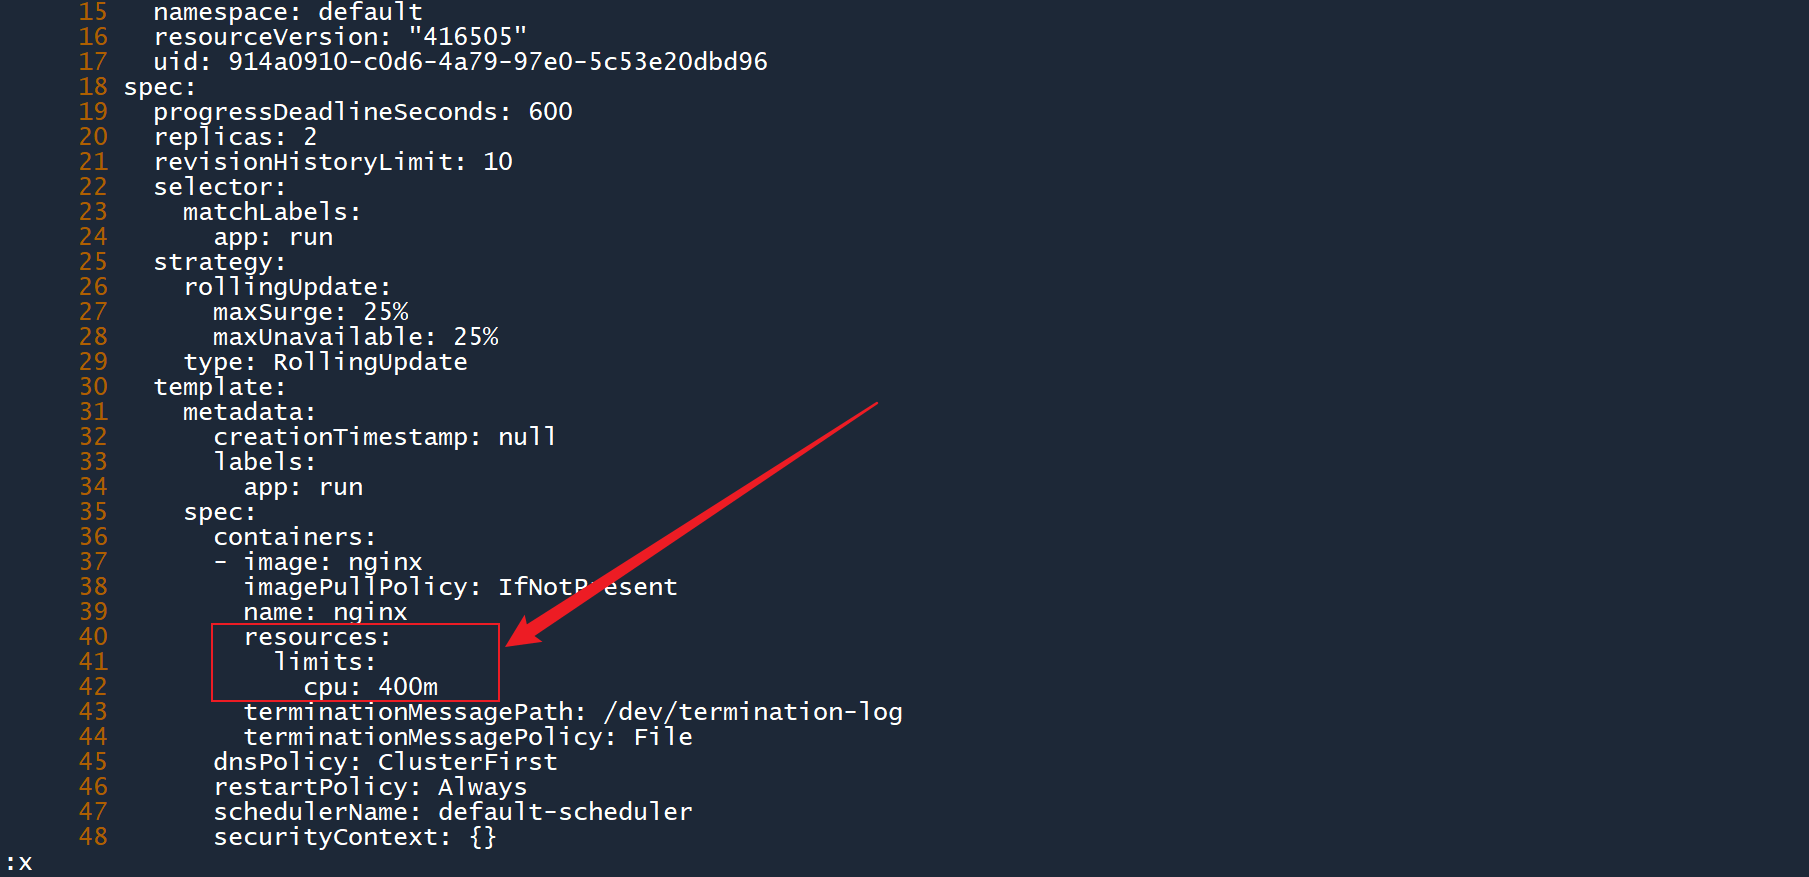 15   namespace: default
16   resourceVersion: "416505"
17   uid: 914a0910-c0d6-4a79-97e0-5c53e20dbd96
18 spec:
19   progressDeadlineSeconds: 600
20   replicas: 2
21   revisionHistoryLimit: 10
22   selector:
23     matchLabels:
24       app: run
25   strategy:
26     rollingUpdate:
27       maxSurge: 25%
28       maxUnavailable: 25%
29     type: RollingUpdate
30   template:
31     metadata:
32       creationTimestamp: null
33       labels:
34         app: run
35     spec:
36       containers:
37       - image: nginx
38         imagePullPolicy: IfNotPresent
39         name: nginx
40         resources:
41           limits:
42             cpu: 400m
43         terminationMessagePath: /dev/termination-log
44         terminationMessagePolicy: File
45       dnsPolicy: ClusterFirst
46       restartPolicy: Always
47       schedulerName: default-scheduler
48       securityContext: {}
:x